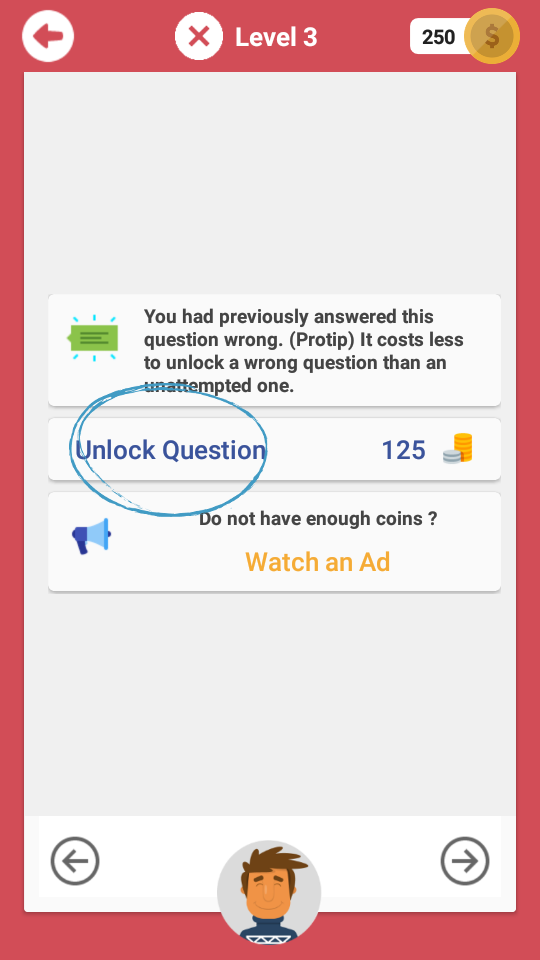 Level 3
250
You had previously answered this
question wrong. (Protip) It costs less
to unlock a wrong question than an
unattempted one.
Unlock Question 125
Do not have enough coins ?
Watch an Ad